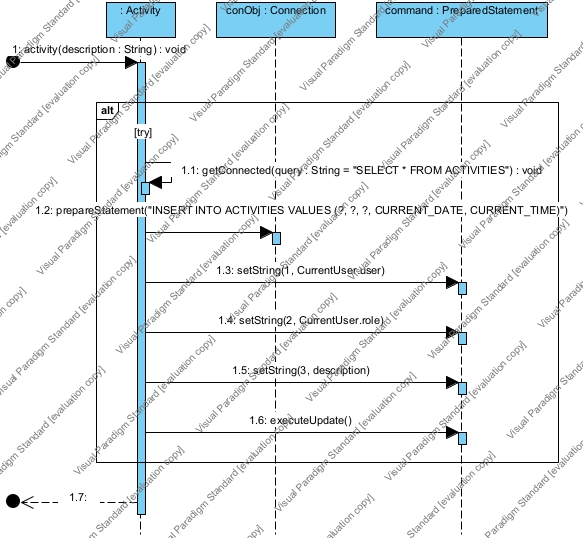 : Activity
conObj : Connection
command : PreparedStatement
1: activity(description : String) : void
alt
[try]
1.1: getConnected(query : String = "SELECT * FROM ACTIVITIES") : void
1.2: prepareStatement("INSERT INTO ACTIVITIES VALUES (?, ?, ?, CURRENT_DATE, CURRENT_TIME)")
1.3: setString(1, CurrentUser.user)
1.4: setString(2, CurrentUser.role)
1.5: setString(3, description)
1.6: executeUpdate()
1.7:
Visual Paradigm Standard [evaluation copy]